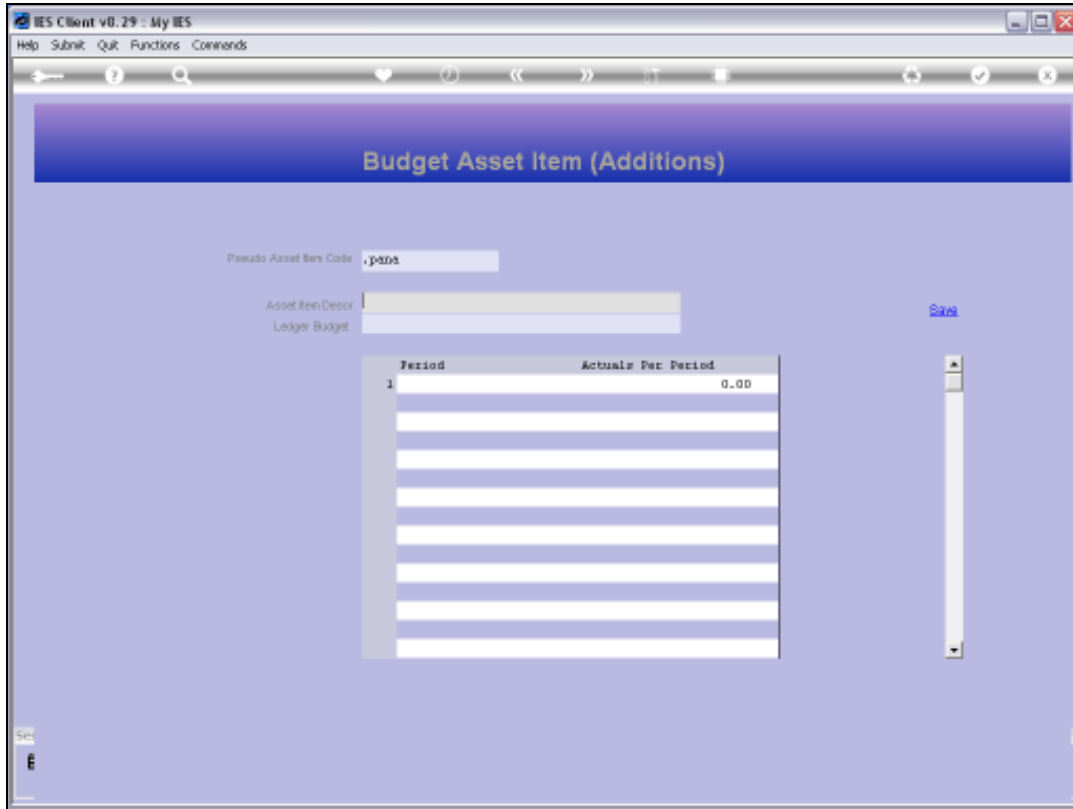 IES Client v8.29 : My IES
Help Submit Quit Functions Commands
Budget Asset Item (Additions)
Pseudo Asset Item Code .pana
Asset Item Descr
Save
Ledger Budget
Period Actuals Per Period
1 0.00